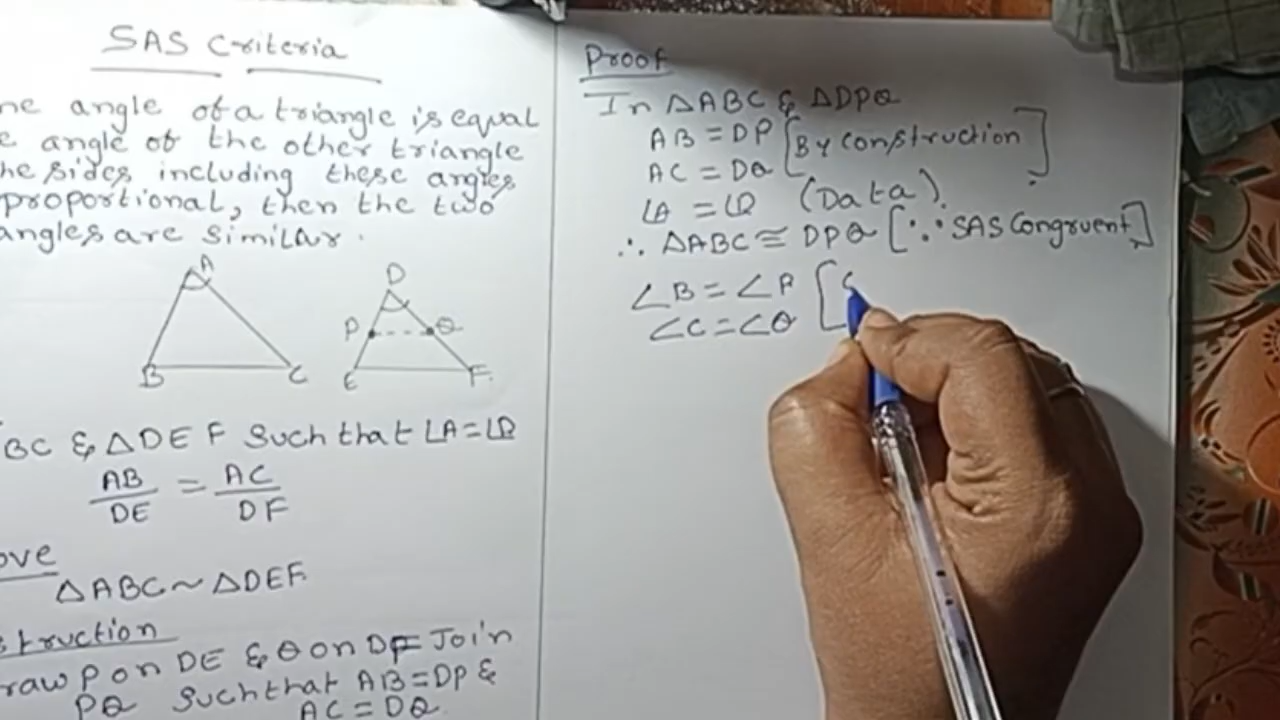 SAS Criteria
ne angle of a triangle is equal
e angle of the other triangle
he sides including these angles
proportional, then the two
angles are similar.
A
B
C
D
P
Q
E
F
BC & △DEF Such that ∠A=∠D
AB/DE = AC/DF
ove
△ABC ~ △DEF
struction
raw P on DE & Q on DF Join
PQ such that AB=DP &
AC=DQ.
Proof
In △ABC & △DPQ
AB = DP [By construction]
AC = DQ
∠A = ∠D (Data).
∴ △ABC ≅ DPQ [∵ SAS Congruent]
∠B = ∠P [C
∠C = ∠Q